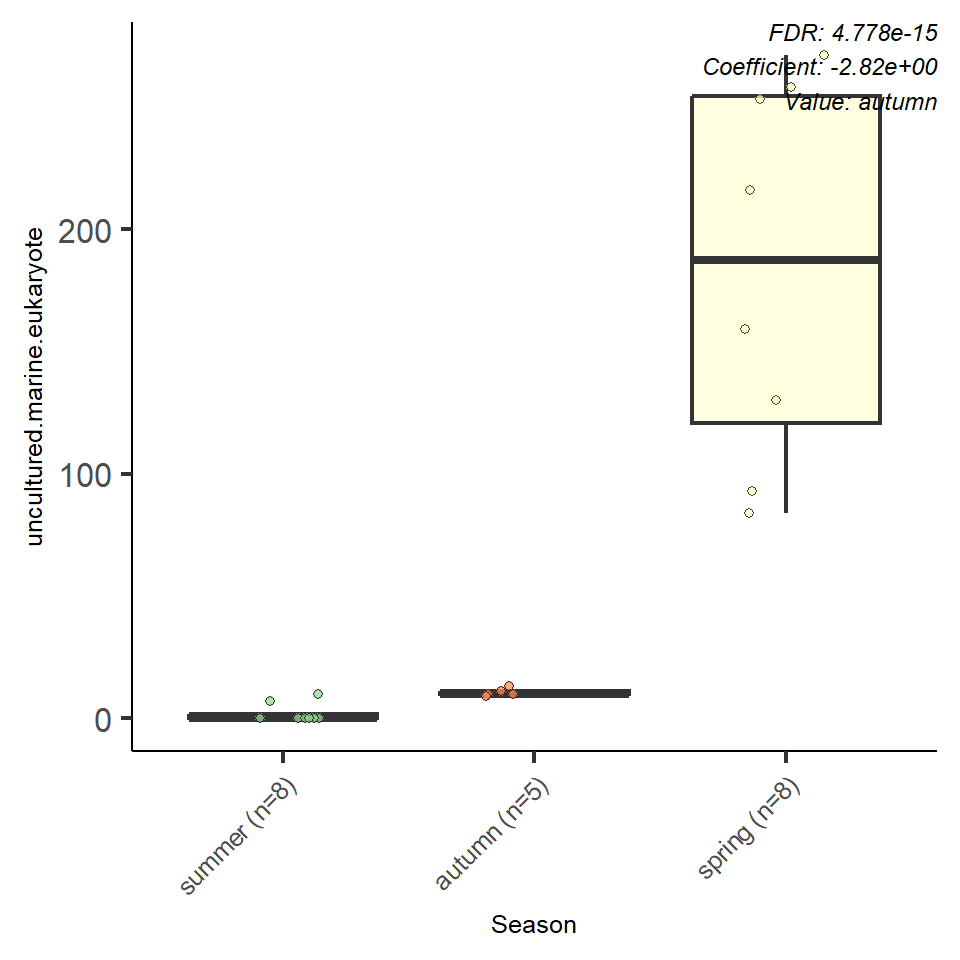 FDR: 4.778e-15
Coefficient: -2.82e+00
Value: autumn
uncultured.marine.eukaryote
200
100
0
summer (n=8)
autumn (n=5)
spring (n=8)
Season